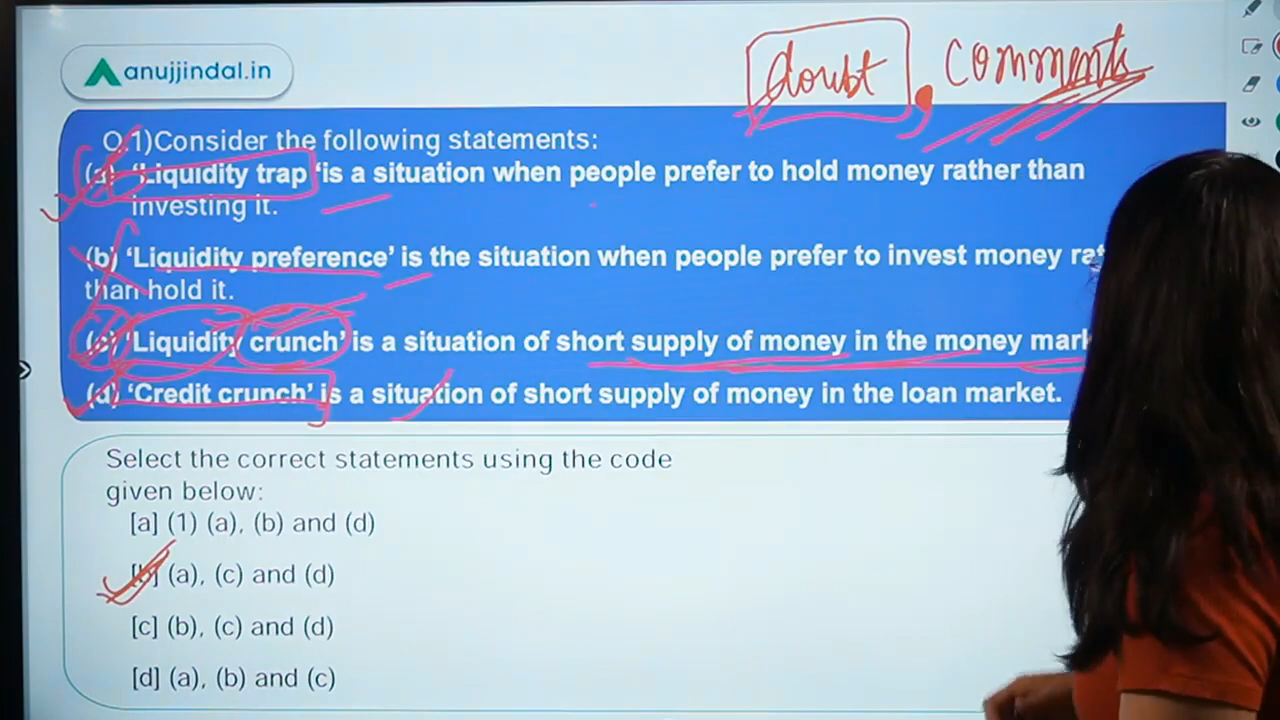 anujjindal.in
doubt, comments
Q.1)Consider the following statements:
(a) 'Liquidity trap 'is a situation when people prefer to hold money rather than
investing it.
(b) 'Liquidity preference' is the situation when people prefer to invest money
than hold it.
(c) 'Liquidity crunch' is a situation of short supply of money in the money
(d) 'Credit crunch' is a situation of short supply of money in the loan market.
Select the correct statements using the code
given below:
[a] (1) (a), (b) and (d)
[b] (a), (c) and (d)
[c] (b), (c) and (d)
[d] (a), (b) and (c)